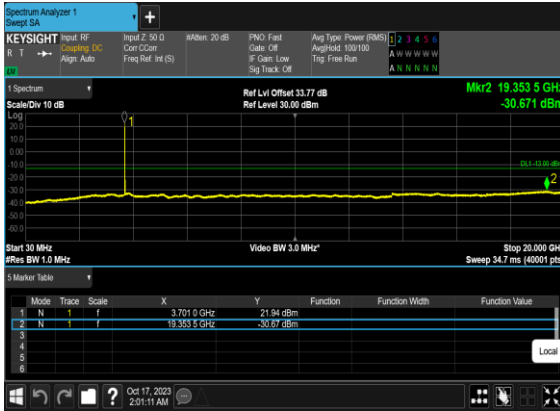 Spectrum Analyzer 1
Swept SA
+
KEYSIGHT Input: RF Input Z: 50 Ω #Atten: 20 dB PNO: Fast Avg Type: Power (RMS) 1 2 3 4 5 6
R T Coupling: DC Corr CCorr Gate: Off Avg|Hold: 100/100 A W W W W W
Align: Auto Freq Ref: Int (S) IF Gain: Low Trig: Free Run
Sig Track: Off A N N N N N
1 Spectrum Ref Lvl Offset 33.77 dB Mkr2 19.353 5 GHz
Scale/Div 10 dB Ref Level 30.00 dBm -30.671 dBm
Log
20.0
10.0
0.00
-10.0
DL1 -13.00 dBm
-20.0
-30.0
-40.0
-50.0
-60.0
1
2
Start 30 MHz Video BW 3.0 MHz* Stop 20.000 GHz
#Res BW 1.0 MHz Sweep 34.7 ms (40001 pts)
5 Marker Table
Mode Trace Scale X Y Function Function Width Function Value
1 N 1 f 3.701 0 GHz 21.94 dBm
2 N 1 f 19.353 5 GHz -30.67 dBm
3
4
5
6
Local
? Oct 17, 2023
2:01:11 AM